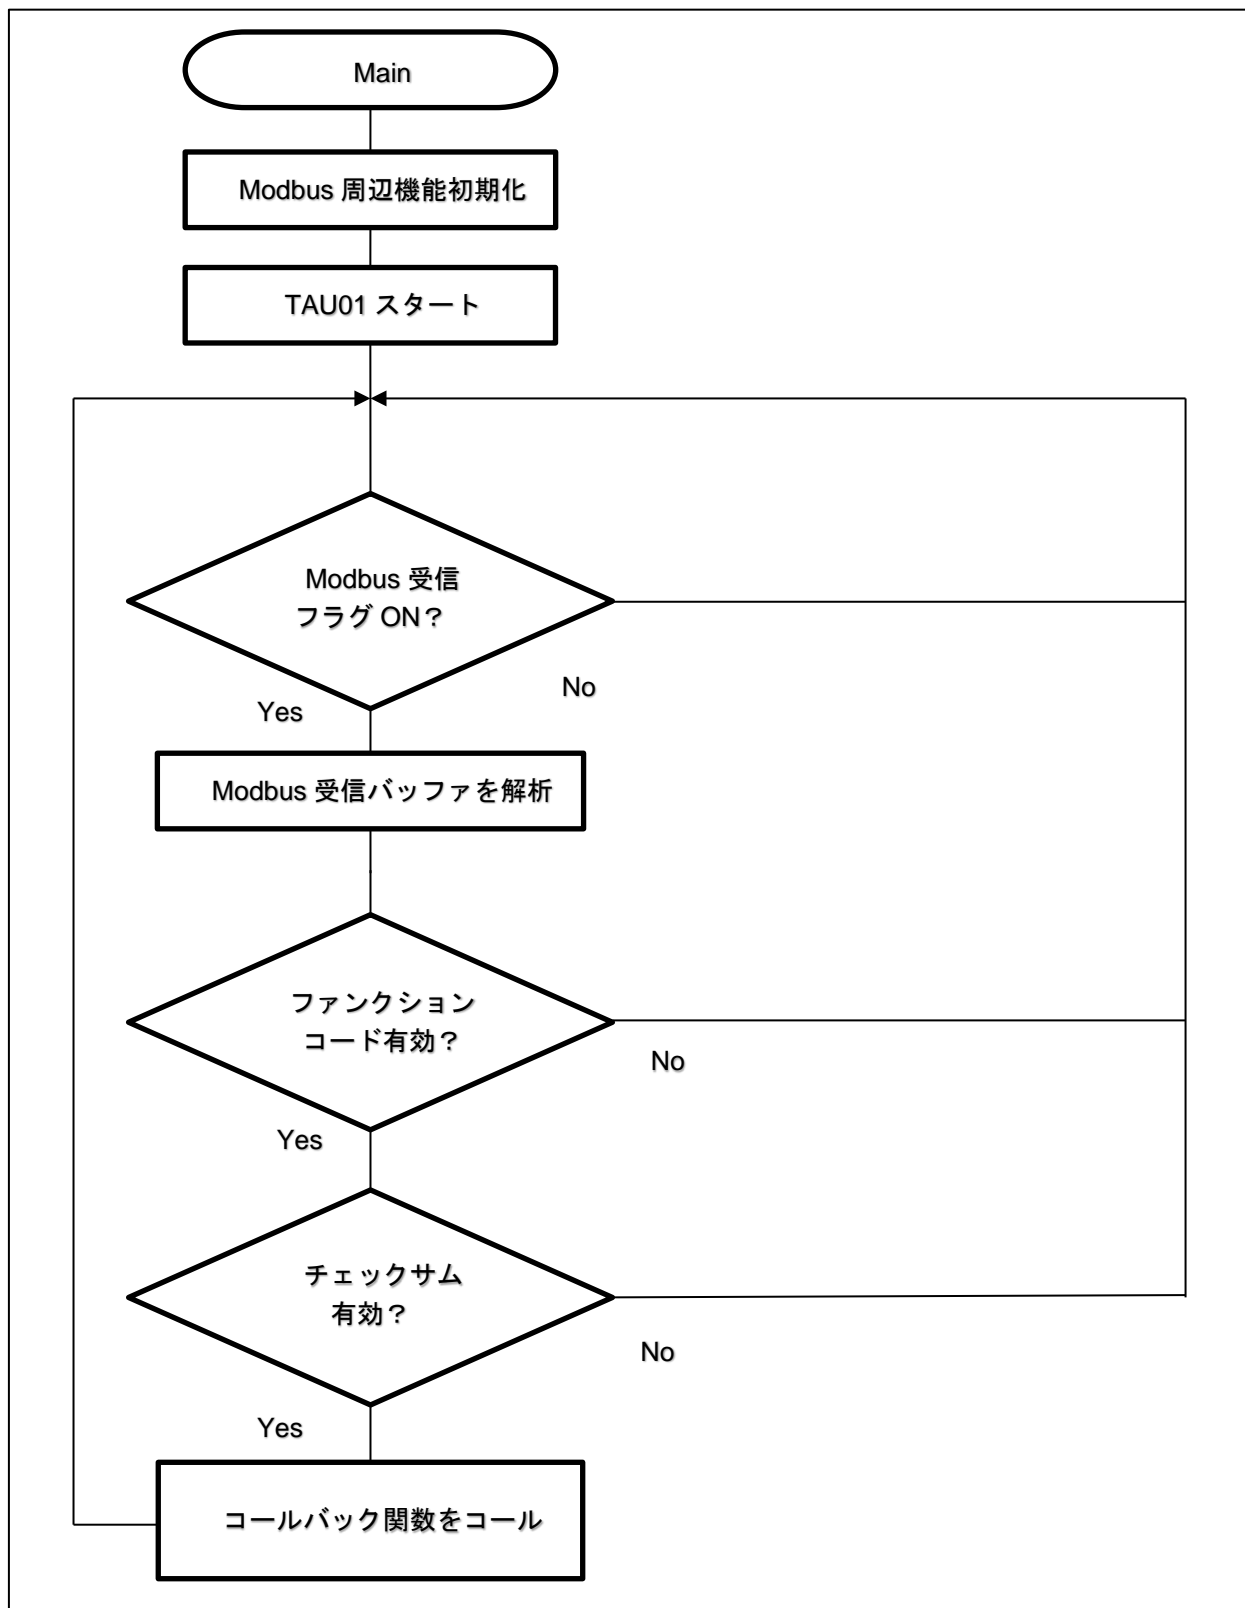 Main
Modbus 周辺機能初期化
TAU01 スタート
Modbus 受信
フラグ ON？
No
Yes
Modbus 受信バッファを解析
ファンクション
コード有効？
No
Yes
チェックサム
有効？
No
Yes
コールバック関数をコール